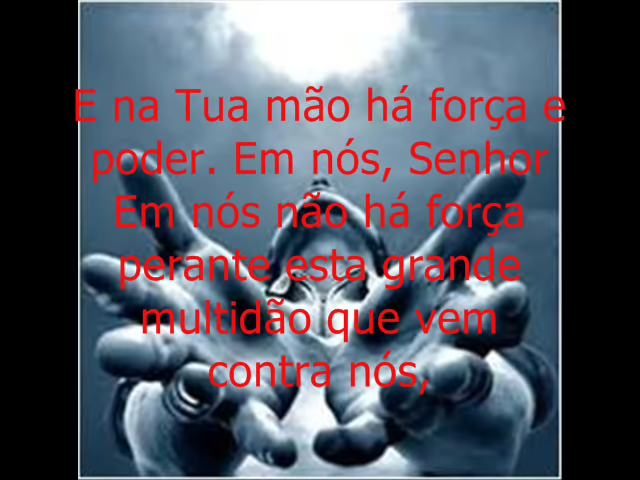 E na Tua mão há força e
poder. Em nós, Senhor
Em nós não há força
perante esta grande
multidão que vem
contra nós,